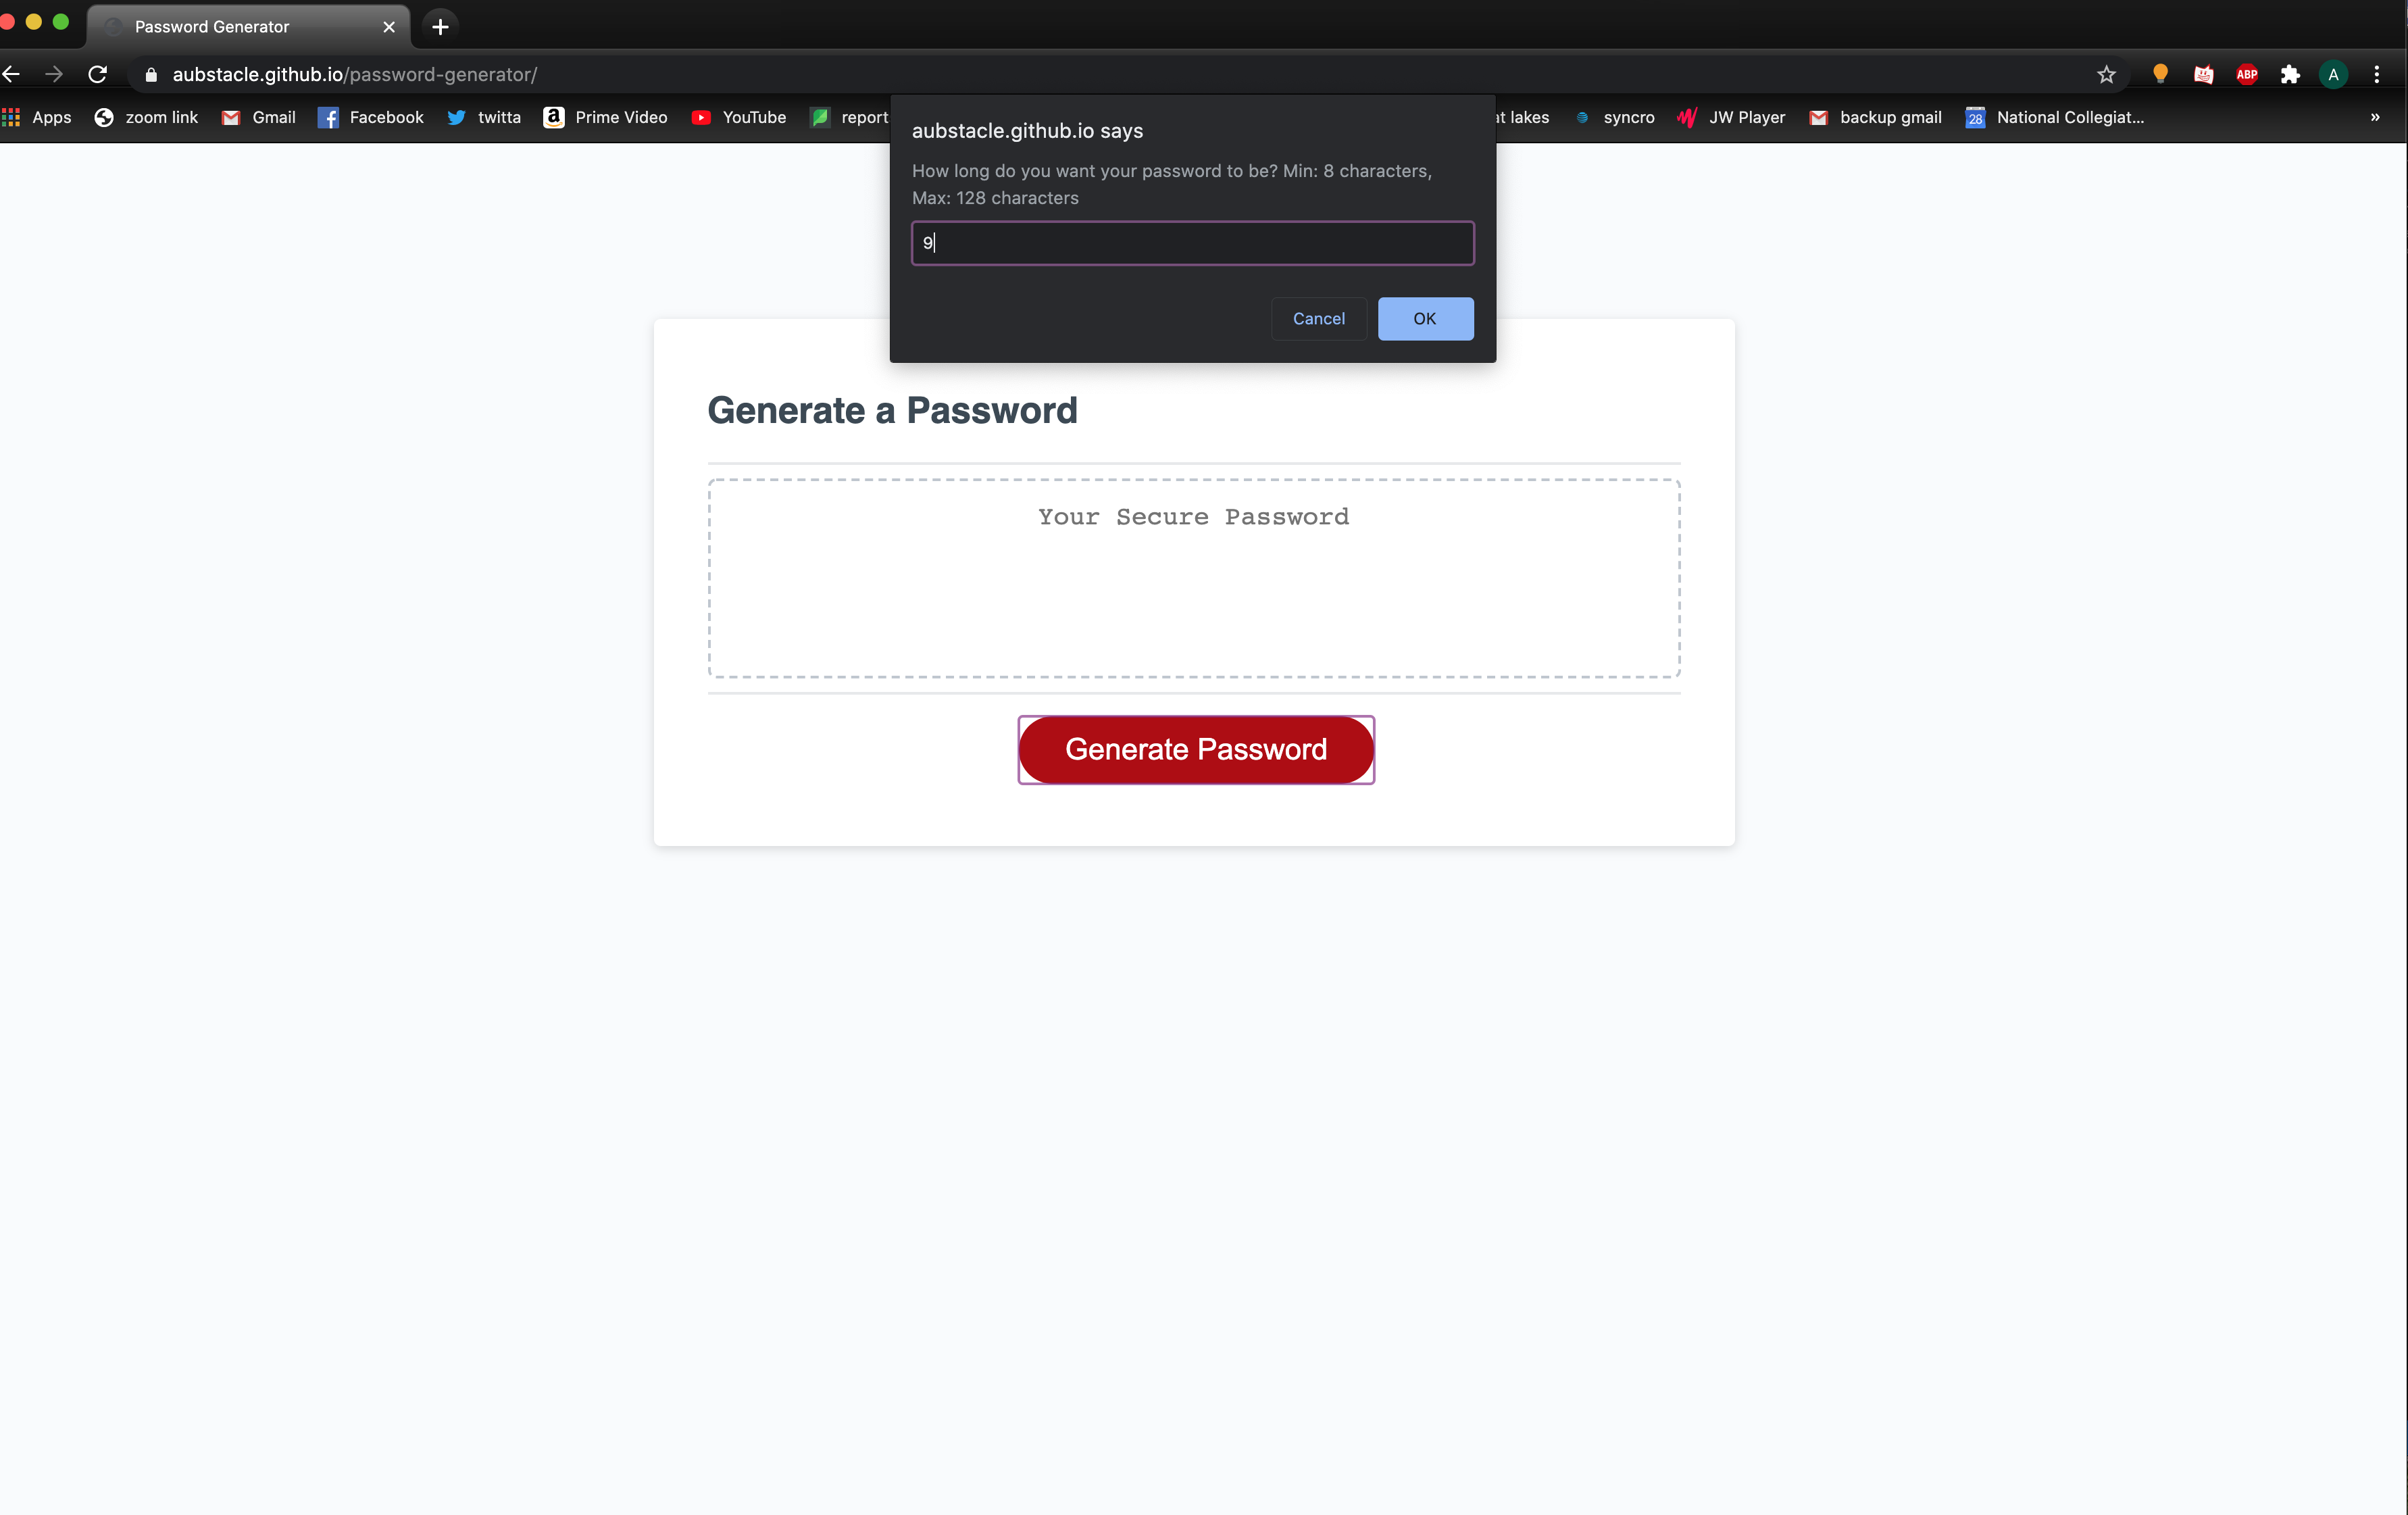 Password Generator
aubstacle.github.io/password-generator/
ABP
A
Apps
zoom link
Gmail
Facebook
twitta
Prime Video
YouTube
report
at lakes
syncro
JW Player
backup gmail
28
National Collegiat...
»
aubstacle.github.io says
How long do you want your password to be? Min: 8 characters,
Max: 128 characters
9
Cancel
OK
Generate a Password
Your Secure Password
Generate Password